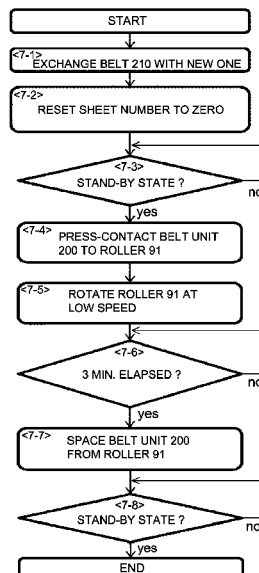 START
<7-1>
EXCHANGE BELT 210 WITH NEW ONE
<7-2>
RESET SHEET NUMBER TO ZERO
<7-3>
STAND-BY STATE ?
no
yes
<7-4>
PRESS-CONTACT BELT UNIT
200 TO ROLLER 91
<7-5>
ROTATE ROLLER 91 AT
LOW SPEED
<7-6>
3 MIN. ELAPSED ?
no
yes
<7-7>
SPACE BELT UNIT 200
FROM ROLLER 91
<7-8>
STAND-BY STATE ?
no
yes
END